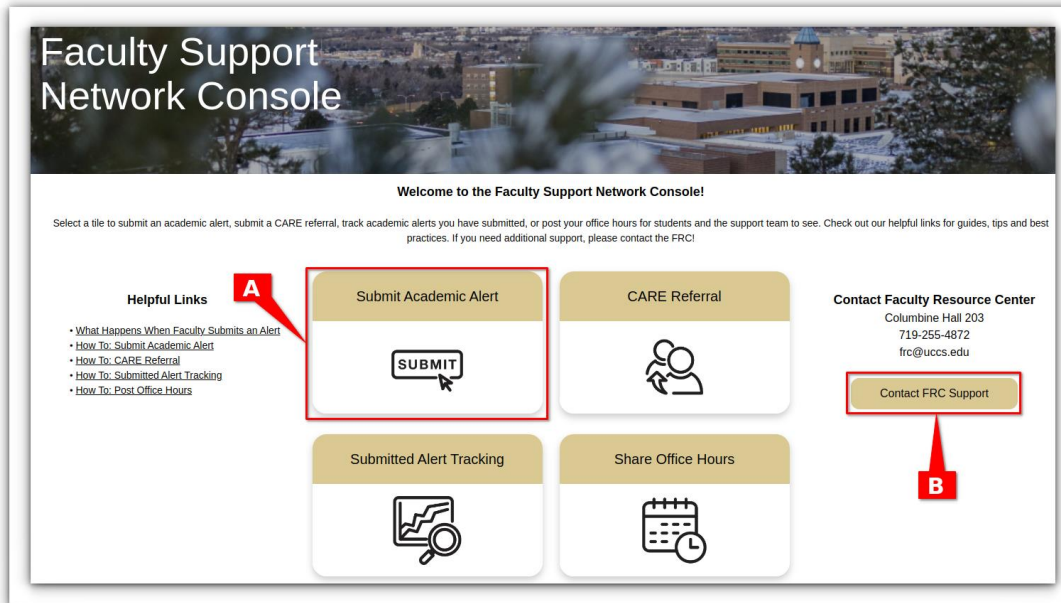 Faculty Support
Network Console
Welcome to the Faculty Support Network Console!
Select a tile to submit an academic alert, submit a CARE referral, track academic alerts you have submitted, or post your office hours for students and the support team to see. Check out our helpful links for guides, tips and best
practices. If you need additional support, please contact the FRC!
Helpful Links
• What Happens When Faculty Submits an Alert
• How To: Submit Academic Alert
• How To: CARE Referral
• How To: Submitted Alert Tracking
• How To: Post Office Hours
A
Submit Academic Alert
SUBMIT
CARE Referral
Submitted Alert Tracking
Share Office Hours
Contact Faculty Resource Center
Columbine Hall 203
719-255-4872
frc@uccs.edu
Contact FRC Support
B